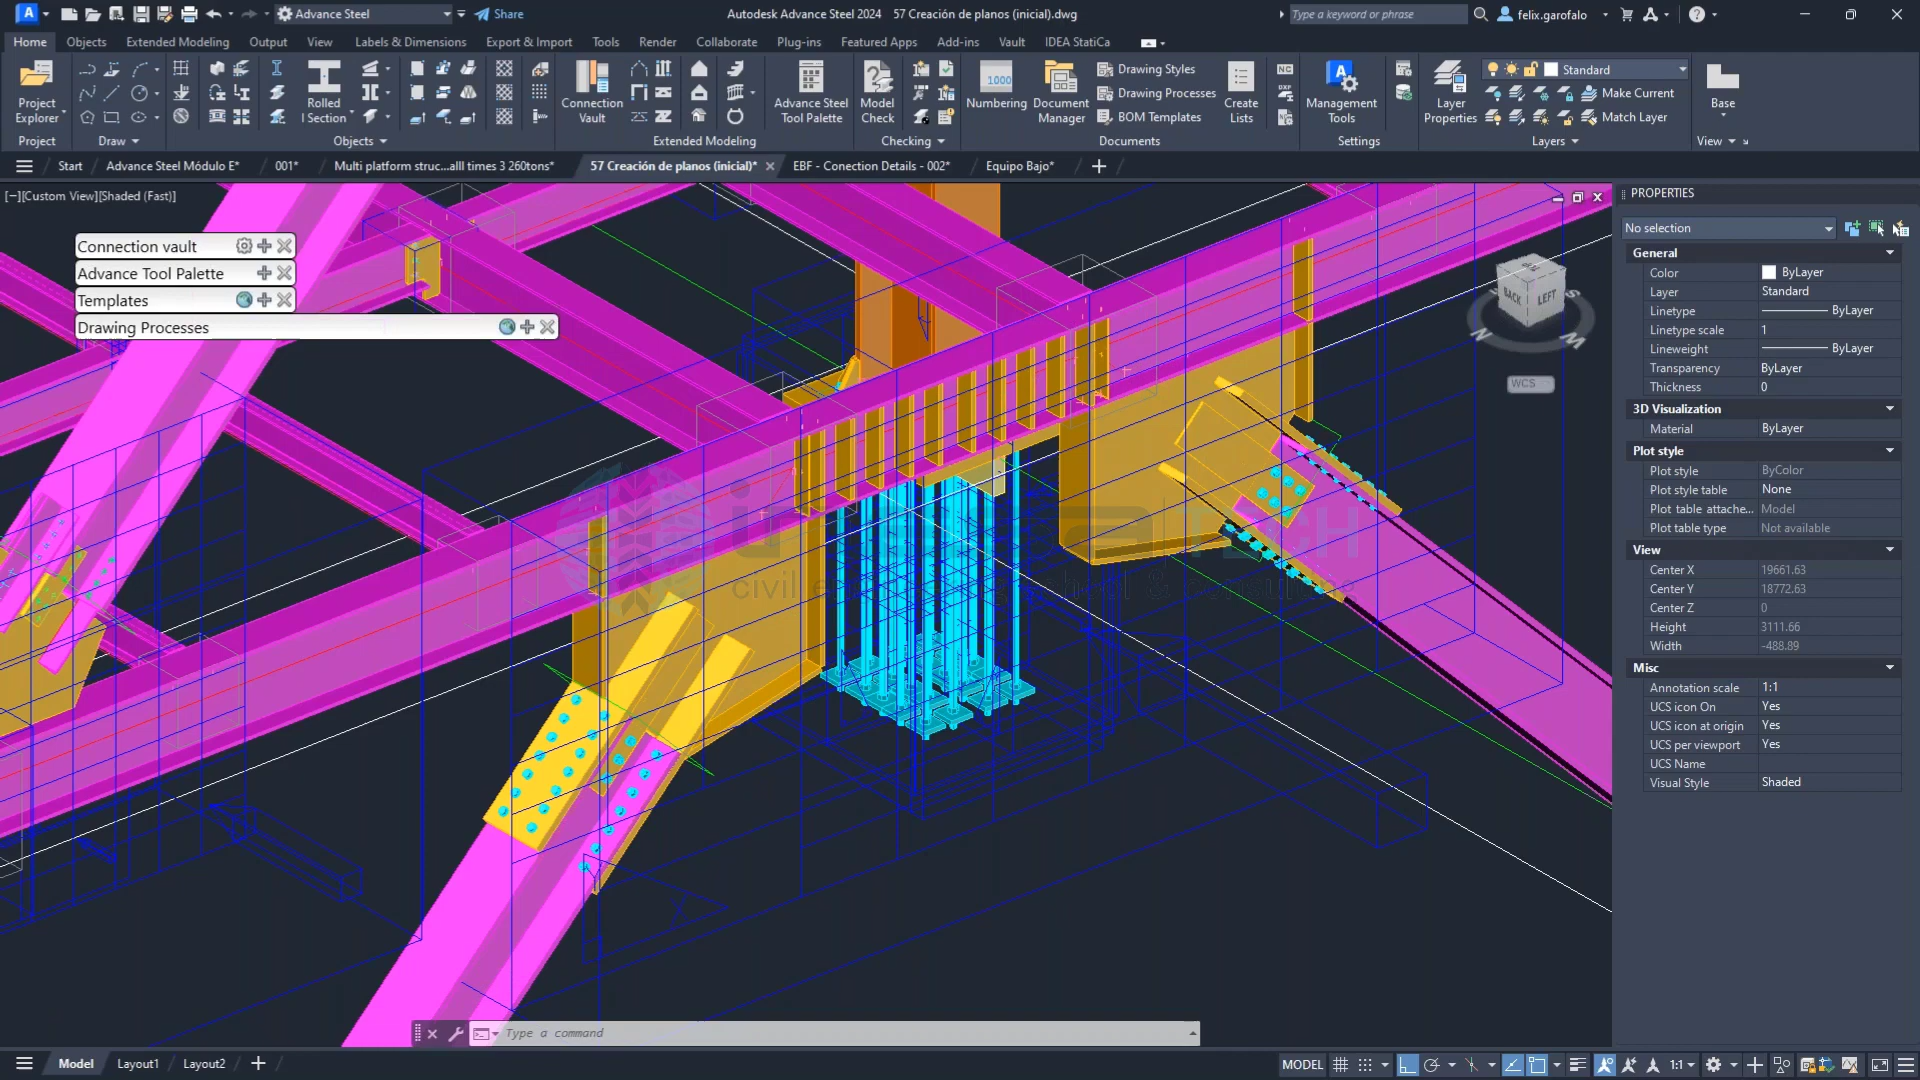 Advance Steel
Share
Autodesk Advance Steel 2024 57 Creación de planos (inicial).dwg
Type a keyword or phrase
felix.garofalo
Home Objects Extended Modeling Output View Labels & Dimensions Export & Import Tools Render Collaborate Plug-ins Featured Apps Add-ins Vault IDEA StatiCa
Project Explorer
Rolled I Section
Connection Vault
Advance Steel Tool Palette
Model Check
1000
Numbering
Document Manager
Drawing Styles
Drawing Processes
BOM Templates
Create Lists
NC
DXF
Management Tools
Layer Properties
Standard
Make Current
Match Layer
Base
Project Draw Objects Extended Modeling Checking Documents Settings Layers View
Start Advance Steel Módulo E* 001* Multi platform struc...alll times 3 260tons* 57 Creación de planos (inicial)* EBF - Conection Details - 002* Equipo Bajo*
[−][Custom View][Shaded (Fast)]
Connection vault
Advance Tool Palette
Templates
Drawing Processes
BACK LEFT
WCS
TECH
PROPERTIES
No selection
General
Color ByLayer
Layer Standard
Linetype ByLayer
Linetype scale 1
Lineweight ByLayer
Transparency ByLayer
Thickness 0
3D Visualization
Material ByLayer
Plot style
Plot style ByColor
Plot style table None
Plot table attache... Model
Plot table type Not available
View
Center X 19661.63
Center Y 18772.63
Center Z 0
Height 3111.66
Width -488.89
Misc
Annotation scale 1:1
UCS icon On Yes
UCS icon at origin Yes
UCS per viewport Yes
UCS Name
Visual Style Shaded
Type a command
Model Layout1 Layout2
MODEL
1:1